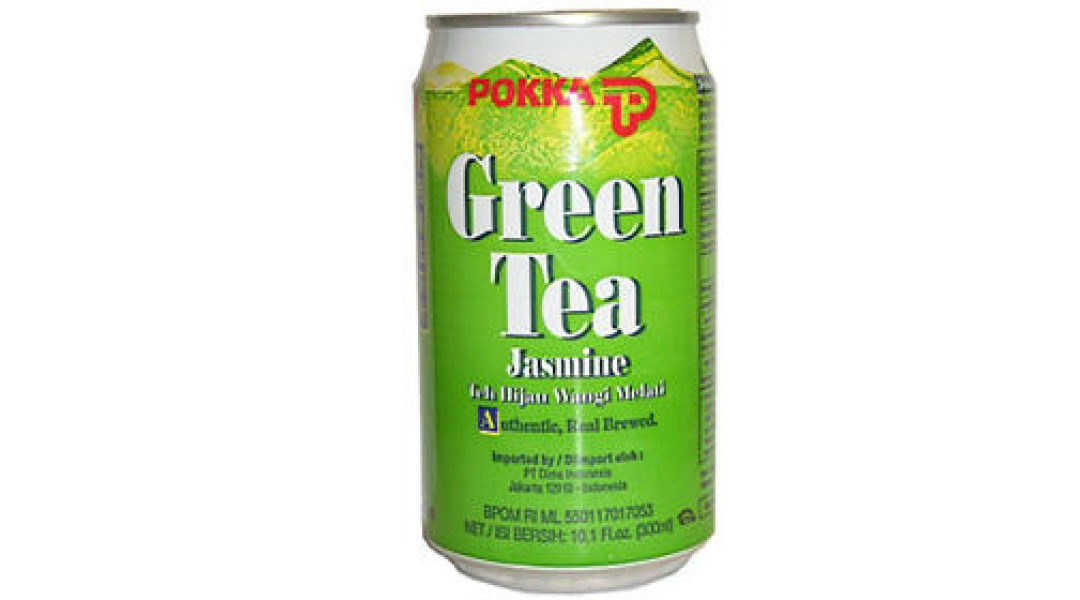 POKKA
Green
Tea
Jasmine
Teh Hijau Wangi Melati
Authentic, Real Brewed.
Imported by / Diimport oleh :
PT Dima Indonesia
Jakarta - Indonesia
BPOM RI ML 550117017053
NET / ISI BERSIH: 10,1 Fl.oz. (300ml)